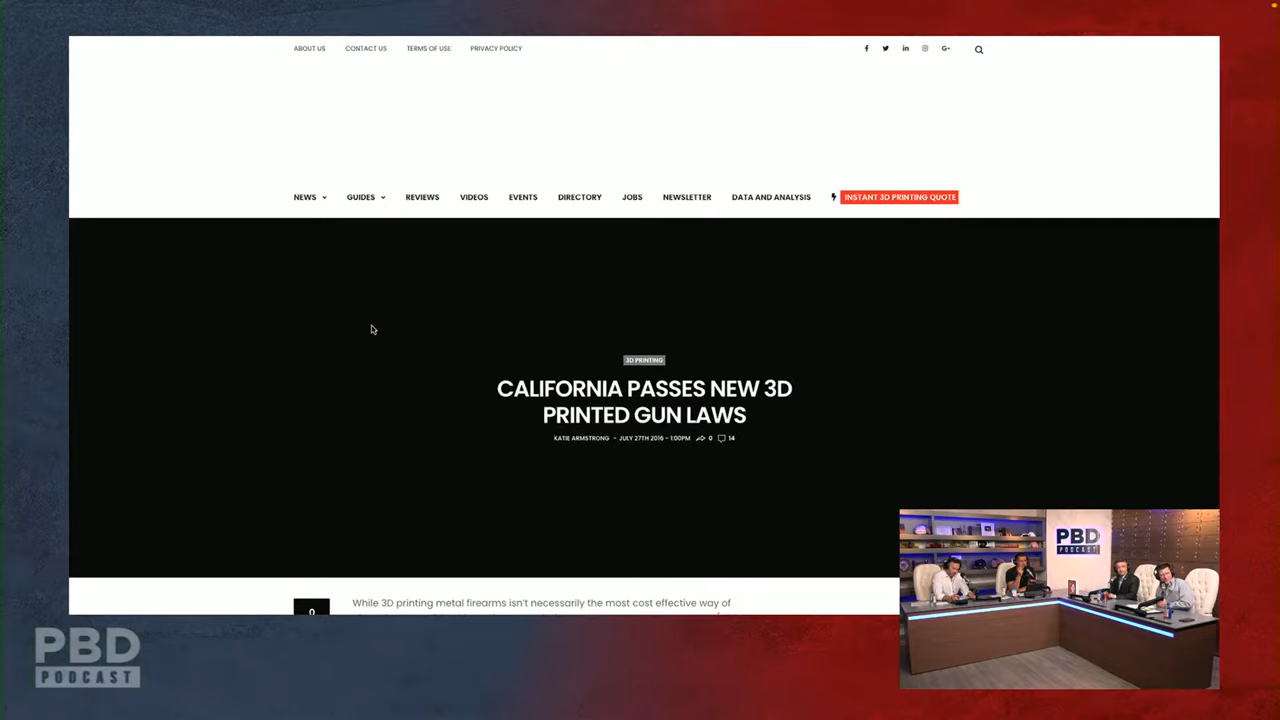 ABOUT US CONTACT US TERMS OF USE PRIVACY POLICY
NEWS GUIDES REVIEWS VIDEOS EVENTS DIRECTORY JOBS NEWSLETTER DATA AND ANALYSIS INSTANT 3D PRINTING QUOTE
3D PRINTING
CALIFORNIA PASSES NEW 3D
PRINTED GUN LAWS
KATIE ARMSTRONG - JULY 27TH 2016 - 1:00PM 0 14
0
While 3D printing metal firearms isn't necessarily the most cost effective way of
PBD
PODCAST
PBD
PODCAST